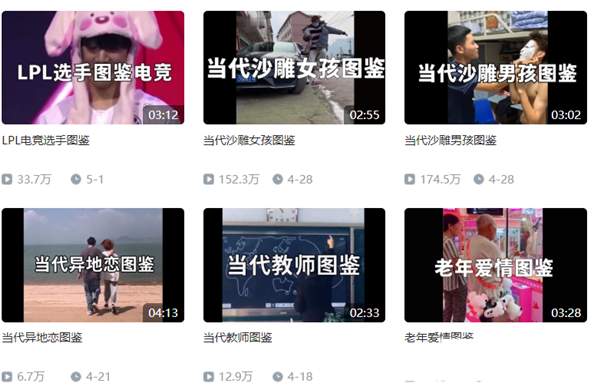 LPL选手图鉴电竞
03:12
当代沙雕女孩图鉴
02:55
当代沙雕男孩图鉴
03:02
LPL电竞选手图鉴
当代沙雕女孩图鉴
当代沙雕男孩图鉴
33.7万 5-1
152.3万 4-28
174.5万 4-28
当代异地恋图鉴
04:13
当代教师图鉴
02:33
老年爱情图鉴
03:28
当代异地恋图鉴
当代教师图鉴
老年爱情图鉴
6.7万 4-21
12.9万 4-18